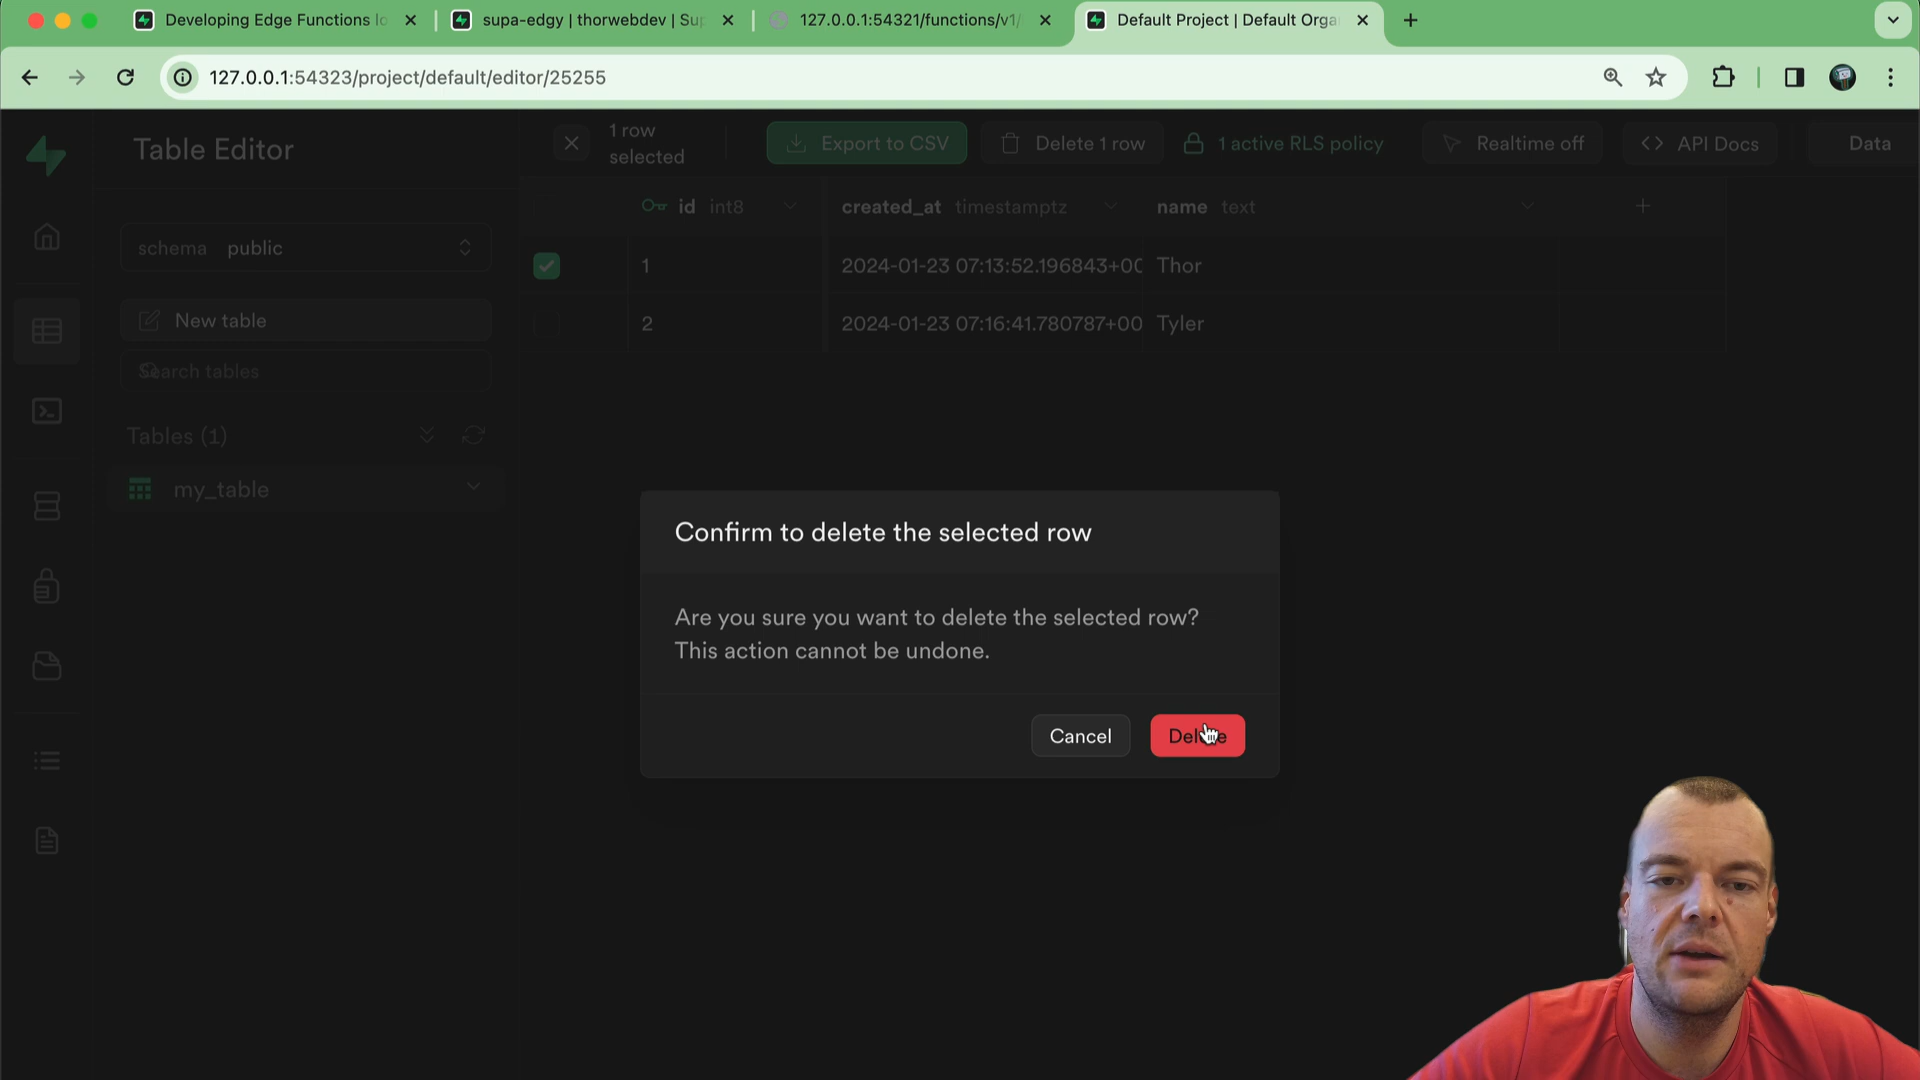 Developing Edge Functions lo
supa-edgy | thorwebdev | Sup
127.0.0.1:54321/functions/v1/
Default Project | Default Orga
127.0.0.1:54323/project/default/editor/25255
Table Editor
1 row
selected
Export to CSV
Delete 1 row
1 active RLS policy
Realtime off
<> API Docs
Data
schema public
id int8
created_at timestamptz
name text
1
2024-01-23 07:13:52.196843+00
Thor
2
2024-01-23 07:16:41.780787+00
Tyler
New table
Search tables
Tables (1)
my_table
Confirm to delete the selected row
Are you sure you want to delete the selected row?
This action cannot be undone.
Cancel
Delete